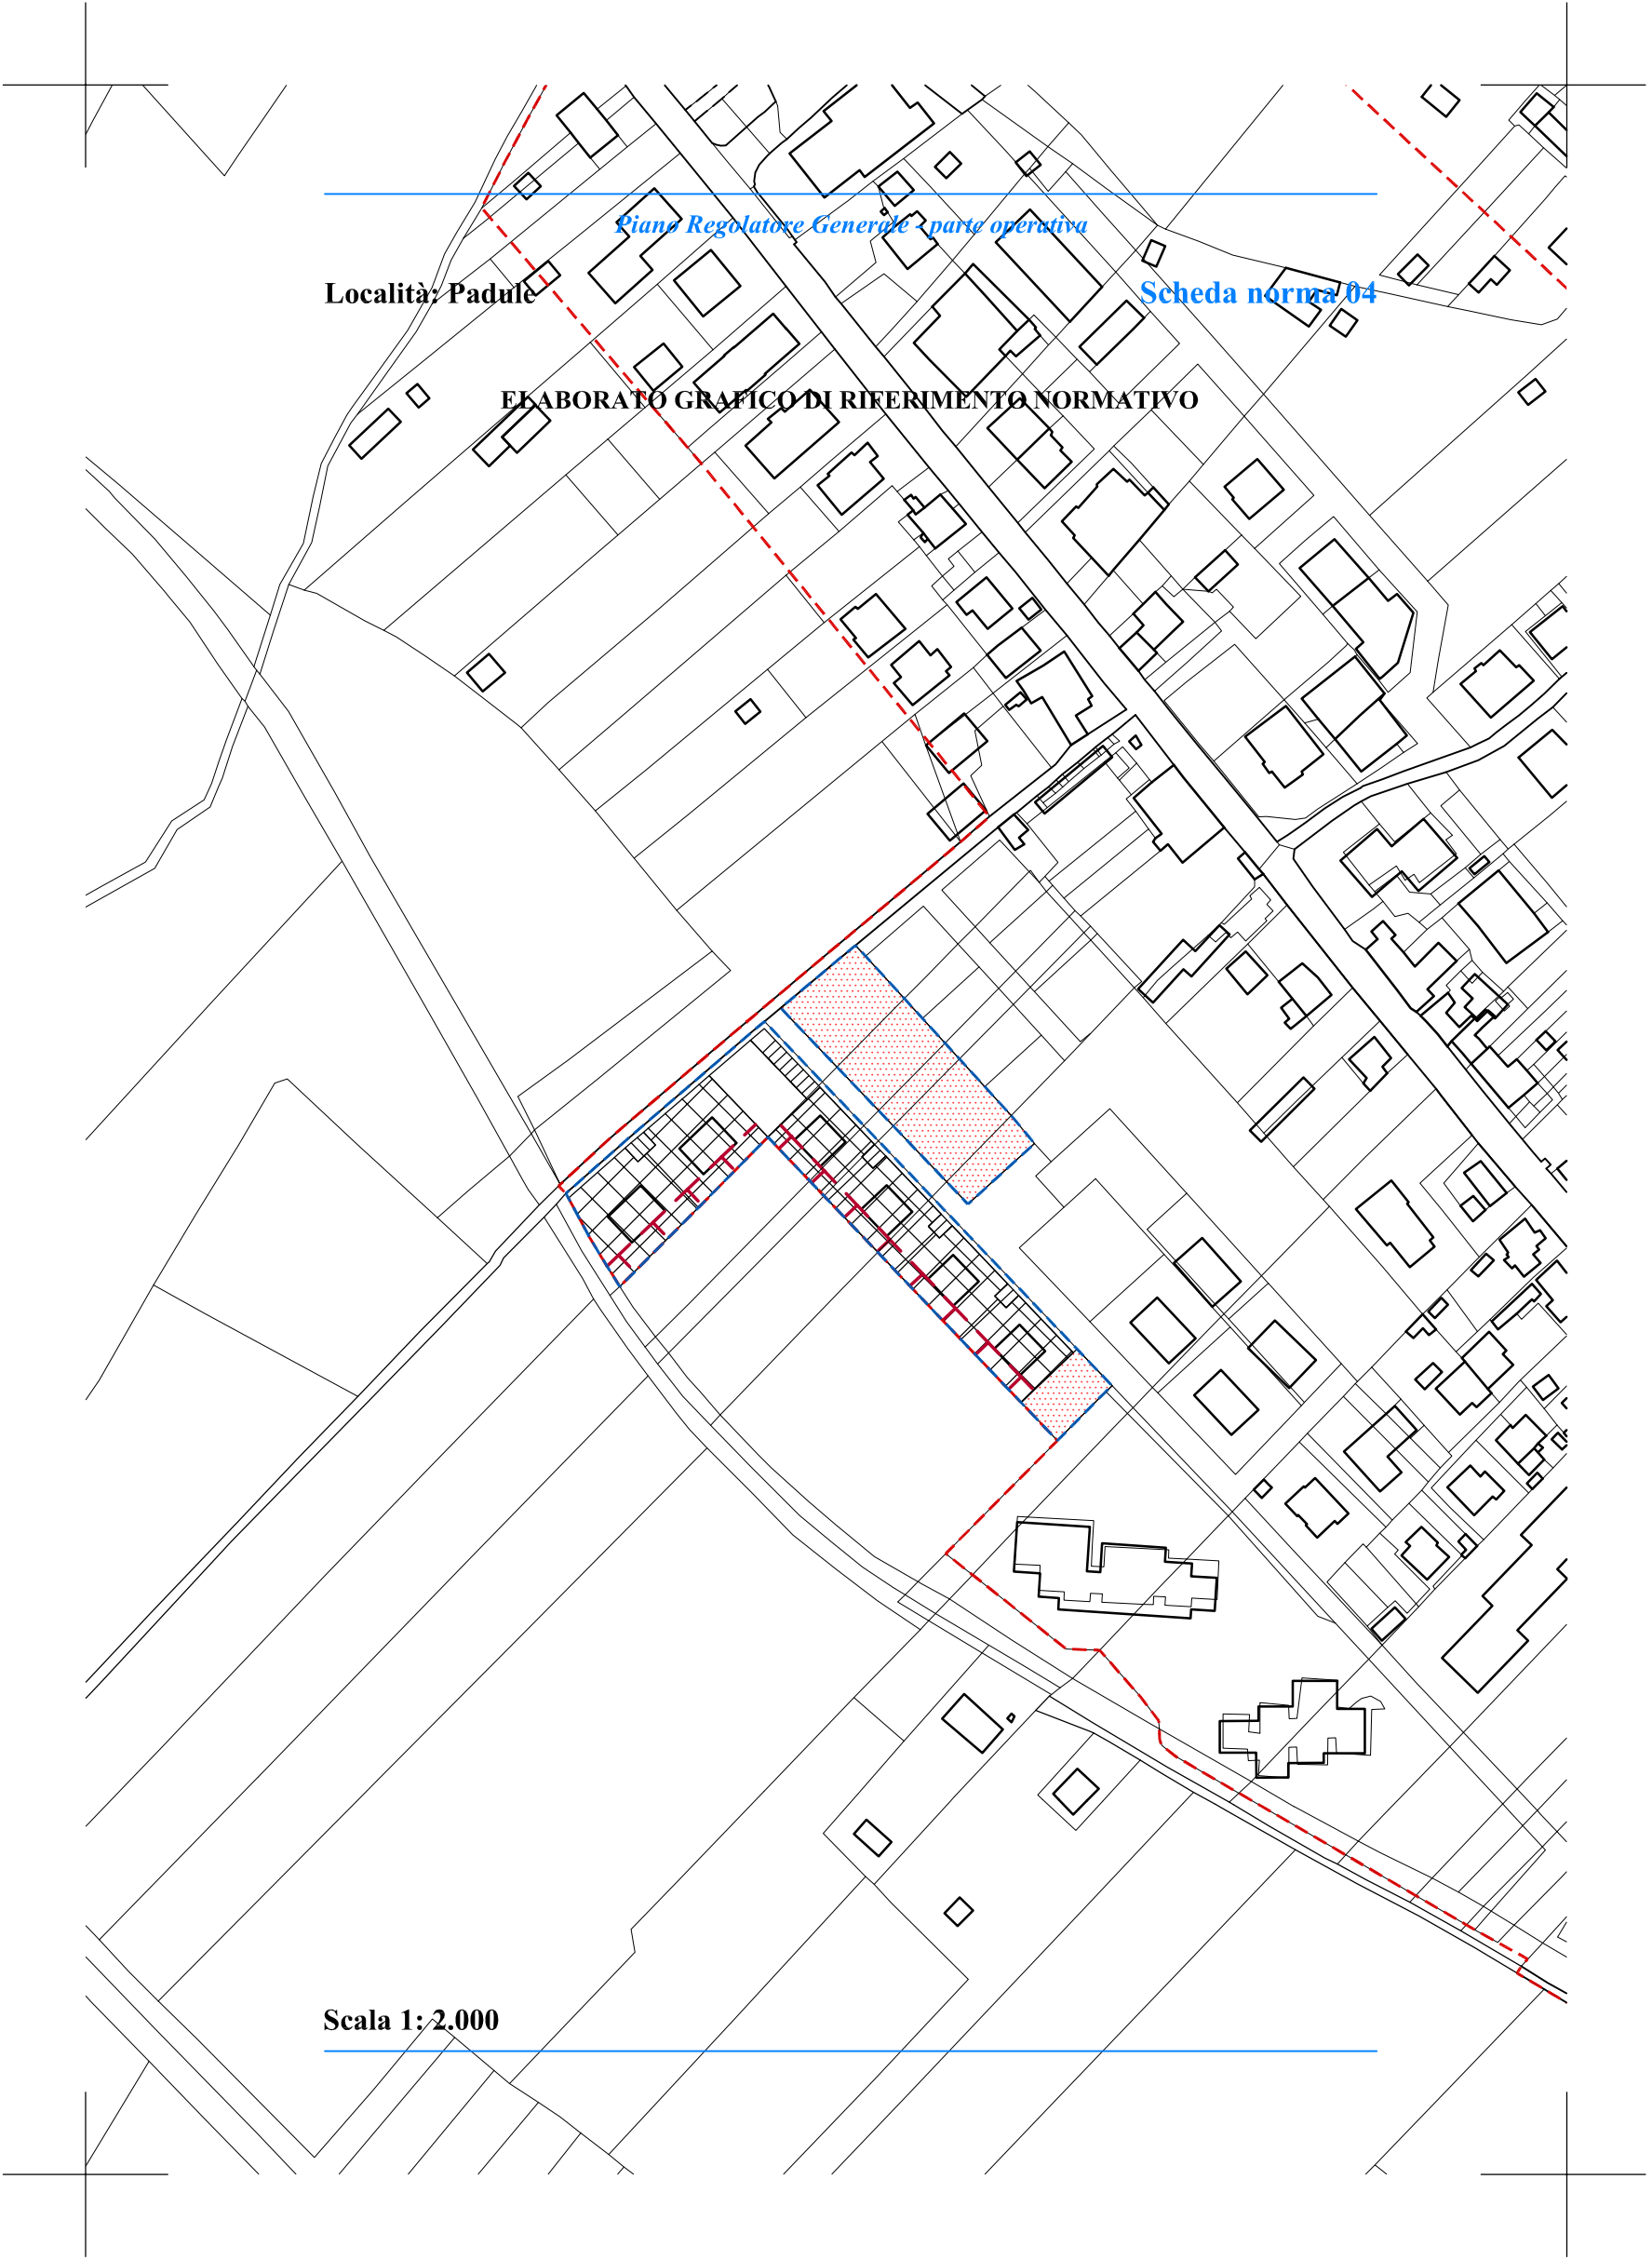 Piano Regolatore Generale - parte operativa
Località: Padule
Scheda norma 04
ELABORATO GRAFICO DI RIFERIMENTO NORMATIVO
Scala 1: 2.000